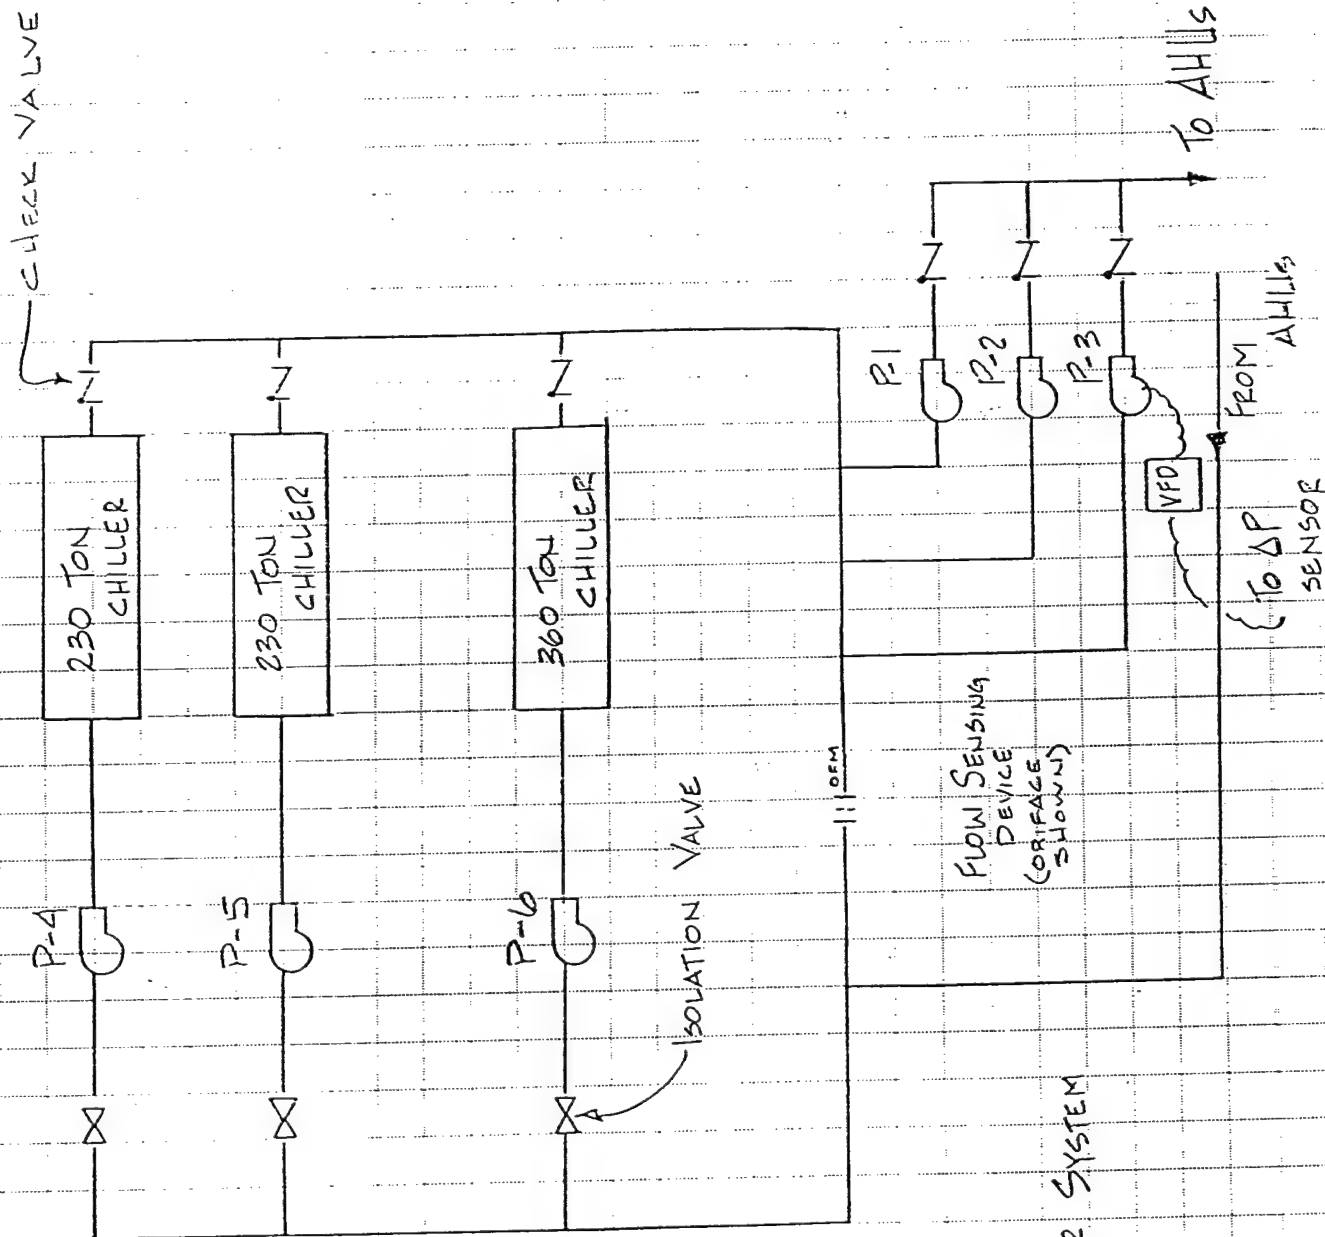 CHECK VALVE
230 TON
CHILLER
230 TON
CHILLER
360 TON
CHILLER
P-4
P-5
P-6
ISOLATION VALVE
OFM
FLOW SENSING
DEVICE
(ORIFACE
SHOWN)
P-1
P-2
P-3
VFD
TO AHUs
FROM
AHUs
TO ΔP
SENSOR
SYSTEM